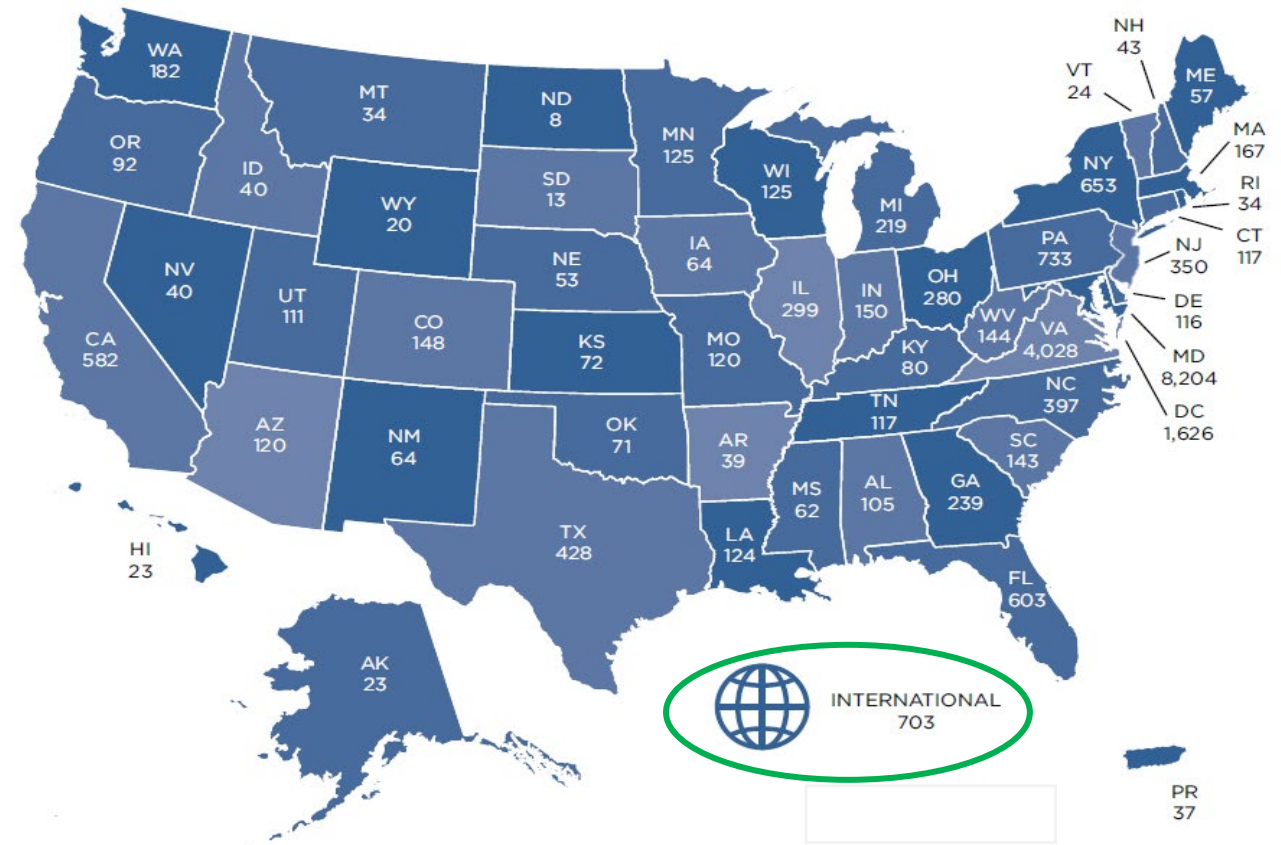 NH
43
VT
24
ME
57
WA
182
MT
34
ND
8
MN
125
MA
167
OR
92
ID
40
WI
125
NY
653
SD
13
RI
34
WY
20
MI
219
CT
117
IA
64
PA
733
NJ
350
NE
53
NV
40
UT
111
OH
280
IL
299
IN
150
DE
116
CO
148
WV
144
VA
4,028
CA
582
KS
72
MO
120
KY
80
MD
8,204
NC
397
TN
117
DC
1,626
AZ
120
NM
64
OK
71
AR
39
SC
143
MS
62
AL
105
GA
239
TX
428
LA
124
HI
23
FL
603
AK
23
INTERNATIONAL
703
PR
37